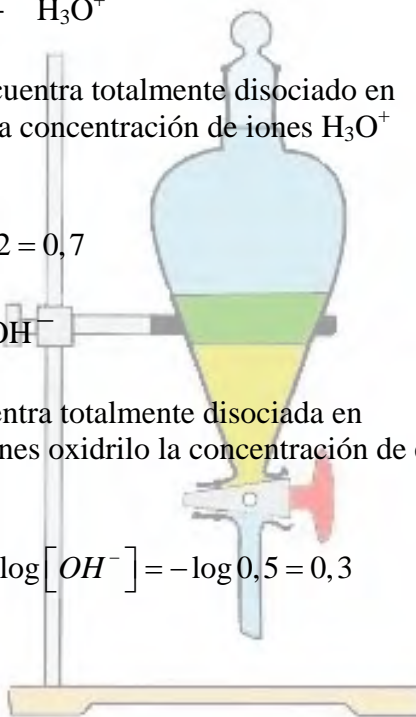 H₃O⁺
cuentra totalmente disociado en
a concentración de iones H₃O⁺
2 = 0,7
OH⁻
entra totalmente disociada en
nes oxidrilo la concentración de
log[OH⁻] = −log 0,5 = 0,3